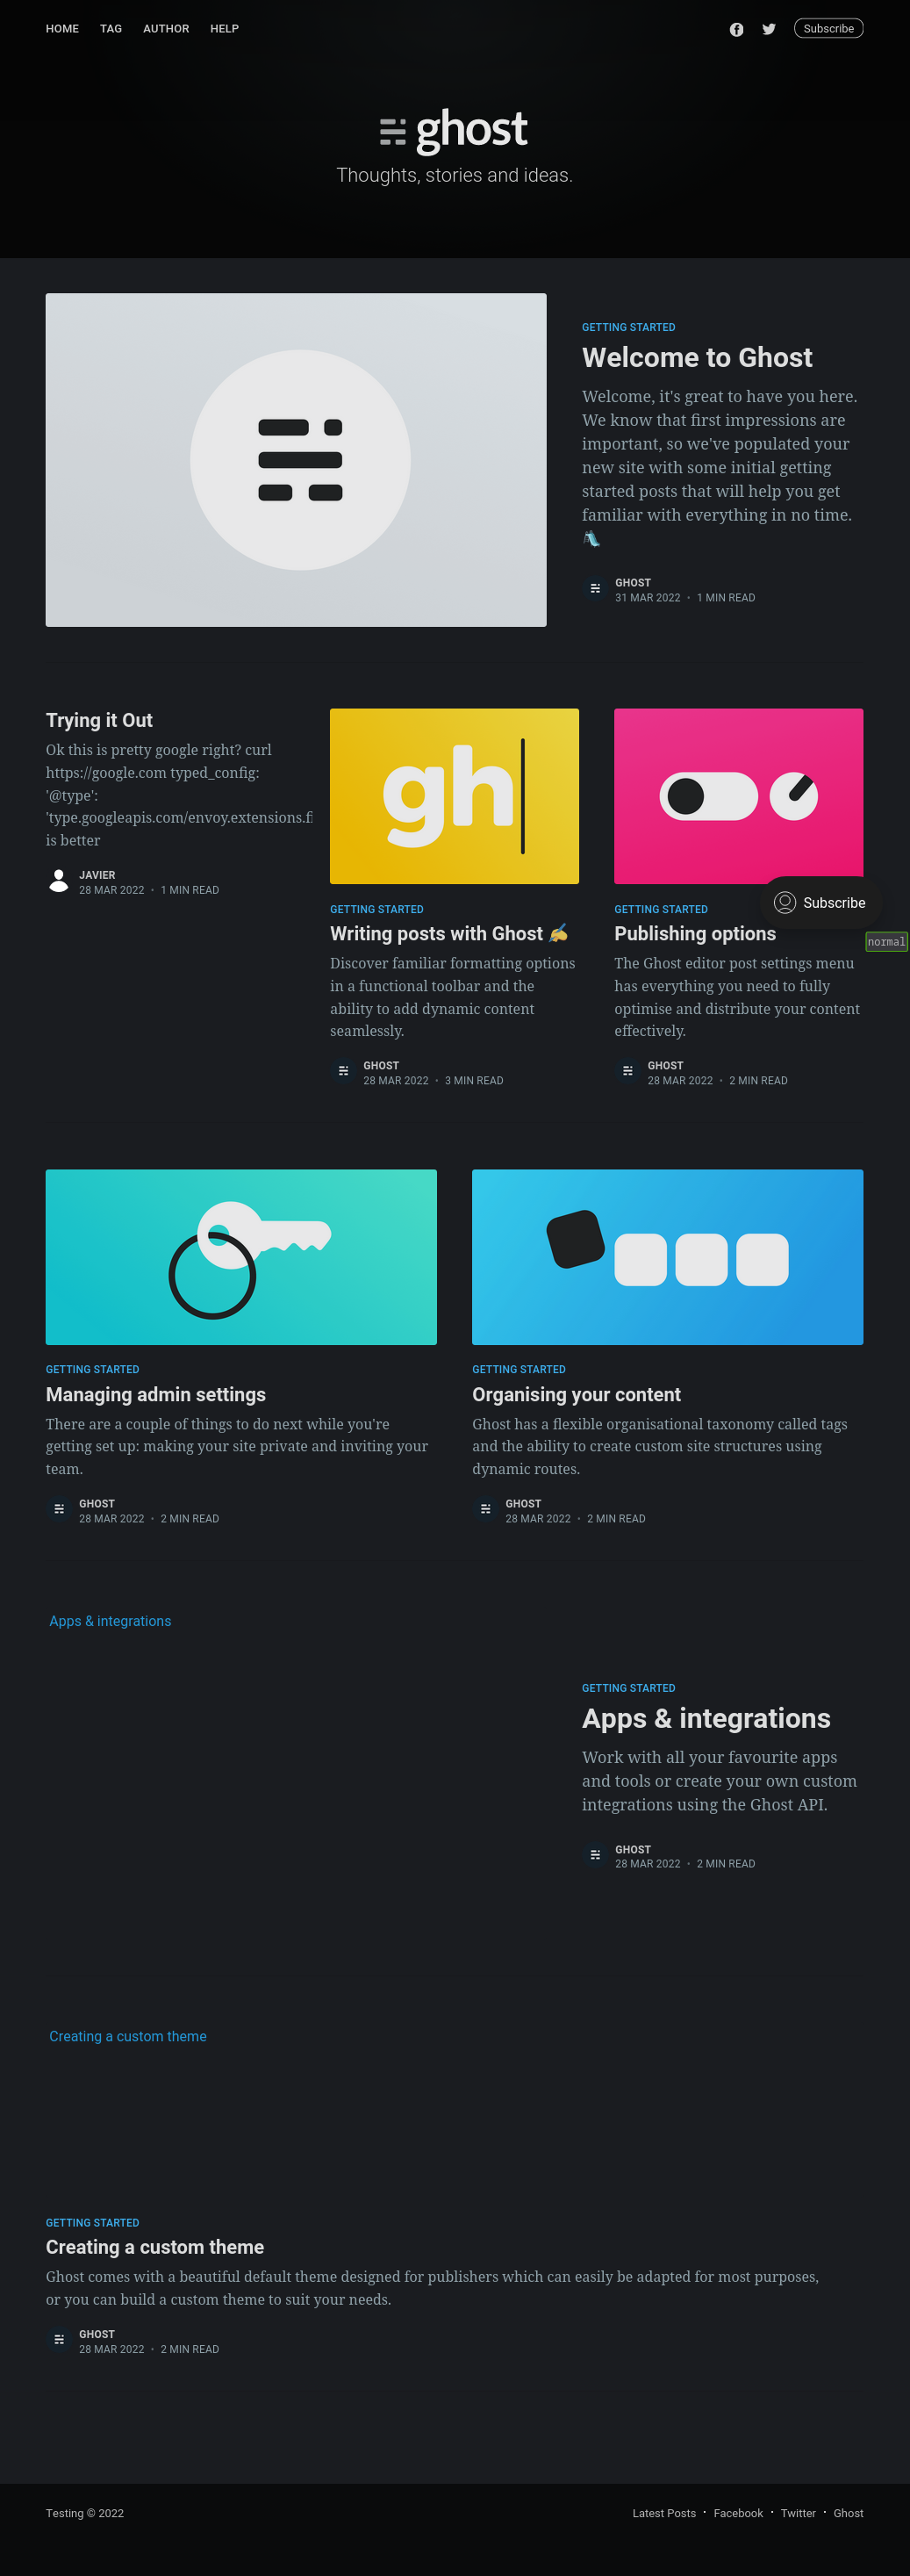 HOME TAG AUTHOR HELP Subscribe
ghost
Thoughts, stories and ideas.
GETTING STARTED
Welcome to Ghost
Welcome, it's great to have you here.
We know that first impressions are
important, so we've populated your
new site with some initial getting
started posts that will help you get
familiar with everything in no time.
GHOST
31 MAR 2022 • 1 MIN READ
Trying it Out
Ok this is pretty google right? curl
https://google.com typed_config:
'@type':
'type.googleapis.com/envoy.extensions.fi
is better
JAVIER
28 MAR 2022 • 1 MIN READ
gh
GETTING STARTED
Writing posts with Ghost ✍️
Discover familiar formatting options
in a functional toolbar and the
ability to add dynamic content
seamlessly.
GHOST
28 MAR 2022 • 3 MIN READ
GETTING STARTED
Subscribe
Publishing options
normal
The Ghost editor post settings menu
has everything you need to fully
optimise and distribute your content
effectively.
GHOST
28 MAR 2022 • 2 MIN READ
GETTING STARTED
Managing admin settings
There are a couple of things to do next while you're
getting set up: making your site private and inviting your
team.
GHOST
28 MAR 2022 • 2 MIN READ
GETTING STARTED
Organising your content
Ghost has a flexible organisational taxonomy called tags
and the ability to create custom site structures using
dynamic routes.
GHOST
28 MAR 2022 • 2 MIN READ
Apps & integrations
GETTING STARTED
Apps & integrations
Work with all your favourite apps
and tools or create your own custom
integrations using the Ghost API.
GHOST
28 MAR 2022 • 2 MIN READ
Creating a custom theme
GETTING STARTED
Creating a custom theme
Ghost comes with a beautiful default theme designed for publishers which can easily be adapted for most purposes,
or you can build a custom theme to suit your needs.
GHOST
28 MAR 2022 • 2 MIN READ
Testing © 2022
Latest Posts • Facebook • Twitter • Ghost